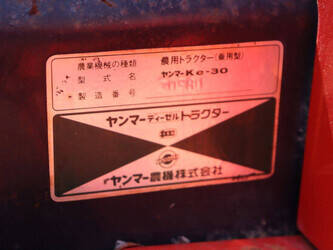 農業機械の種類 農用トラクター(乗用型)
型式名 ヤンマーKe-30
製造番号
ヤンマーディーゼルトラクター
ヤンマー農機株式会社